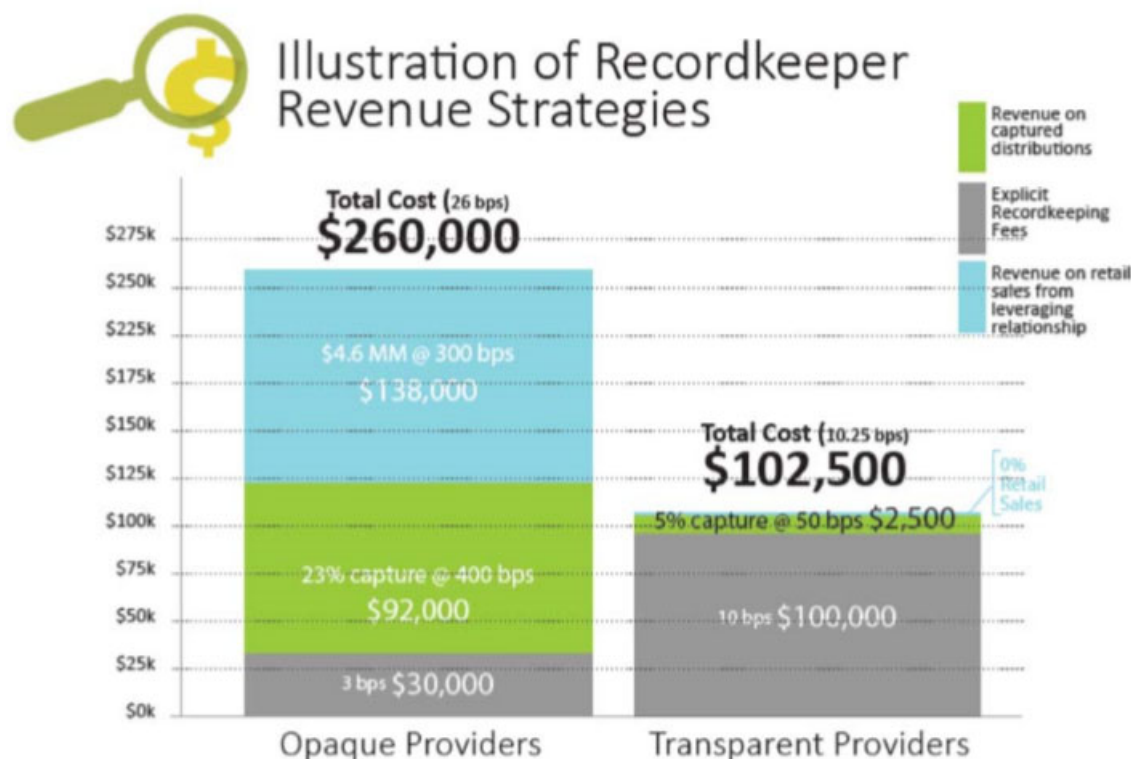 $
Illustration of Recordkeeper
Revenue Strategies
Revenue on
captured
distributions
Explicit
Recordkeeping
Fees
Revenue on retail
sales from
leveraging
relationship
Total Cost (26 bps)
$260,000
$275k
$250k
$225k
$175k
$150k
$125k
$100k
$75k
$50k
$25k
$0k
$4.6 MM @ 300 bps
$138,000
23% capture @ 400 bps
$92,000
3 bps $30,000
Total Cost (10.25 bps)
$102,500
0%
Retail
Sales
5% capture @ 50 bps $2,500
10 bps $100,000
Opaque Providers
Transparent Providers